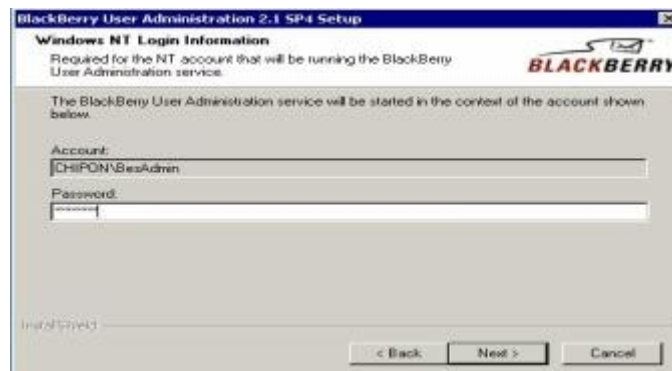 BlackBerry User Administration 2.1 SP4 Setup
Windows NT Login Information
Required for the NT account that will be running the BlackBerry
User Administration service.
BLACKBERRY
The BlackBerry User Administration service will be started in the context of the account shown
below.
Account:
CHIPON\BesAdmin
Password:
InstallShield
< Back
Next >
Cancel